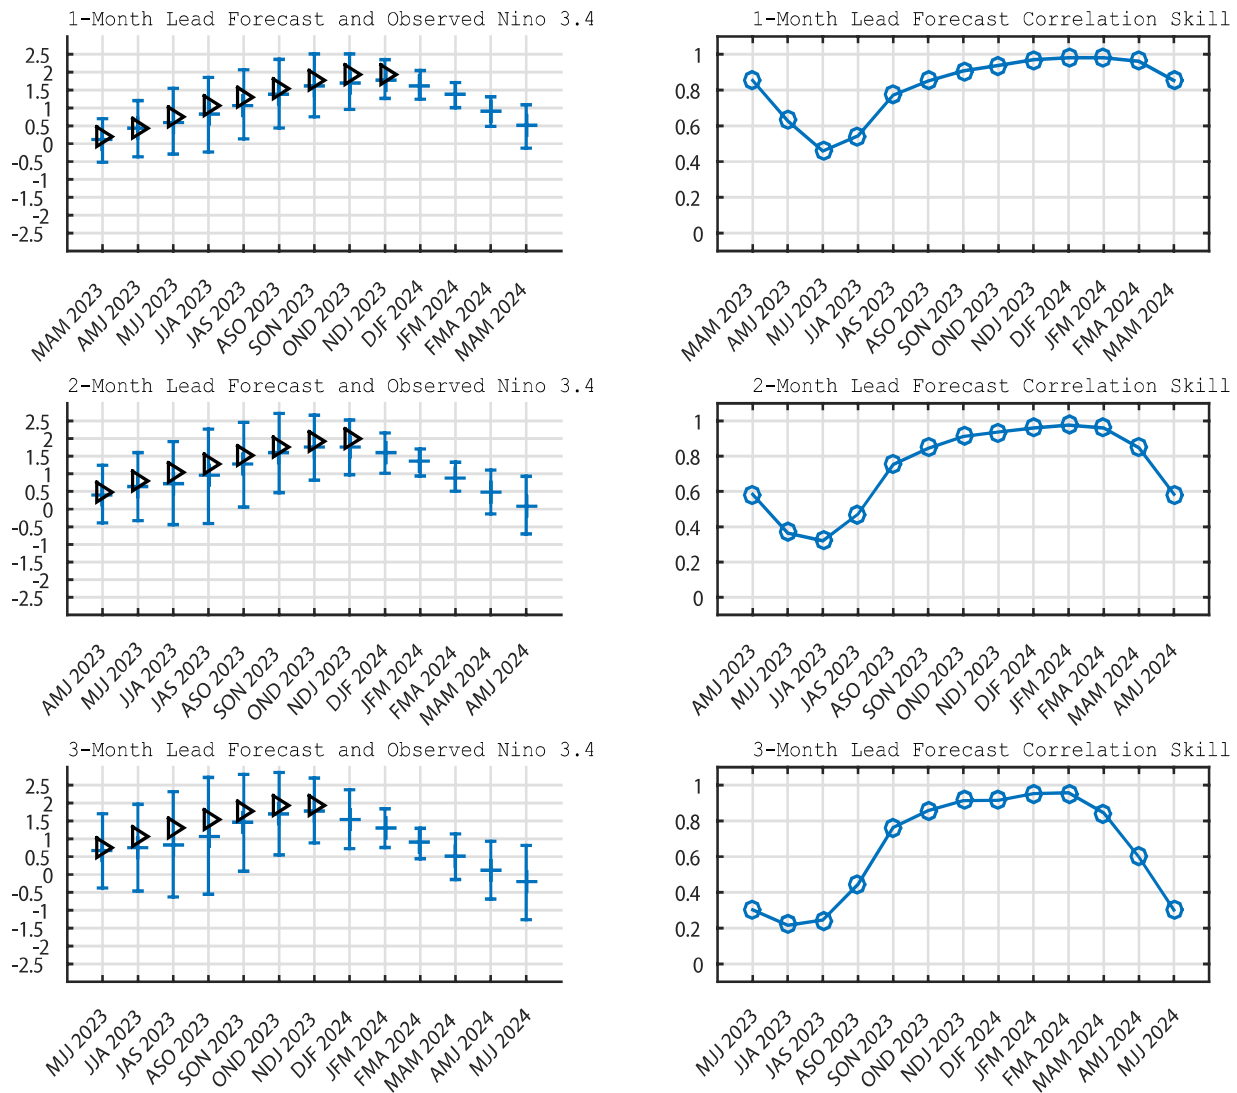 1-Month Lead Forecast and Observed Nino 3.4
2.5
2
1.5
1
0.5
0
-0.5
-1
-1.5
-2
-2.5
MAM 2023
AMJ 2023
MJJ 2023
JJA 2023
JAS 2023
ASO 2023
SON 2023
OND 2023
NDJ 2023
DJF 2024
JFM 2024
FMA 2024
MAM 2024
1-Month Lead Forecast Correlation Skill
1
0.8
0.6
0.4
0.2
0
MAM 2023
AMJ 2023
MJJ 2023
JJA 2023
JAS 2023
ASO 2023
SON 2023
OND 2023
NDJ 2023
DJF 2024
JFM 2024
FMA 2024
MAM 2024
2-Month Lead Forecast and Observed Nino 3.4
2.5
2
1.5
1
0.5
0
-0.5
-1
-1.5
-2
-2.5
AMJ 2023
MJJ 2023
JJA 2023
JAS 2023
ASO 2023
SON 2023
OND 2023
NDJ 2023
DJF 2024
JFM 2024
FMA 2024
MAM 2024
AMJ 2024
2-Month Lead Forecast Correlation Skill
1
0.8
0.6
0.4
0.2
0
AMJ 2023
MJJ 2023
JJA 2023
JAS 2023
ASO 2023
SON 2023
OND 2023
NDJ 2023
DJF 2024
JFM 2024
FMA 2024
MAM 2024
AMJ 2024
3-Month Lead Forecast and Observed Nino 3.4
2.5
2
1.5
1
0.5
0
-0.5
-1
-1.5
-2
-2.5
MJJ 2023
JJA 2023
JAS 2023
ASO 2023
SON 2023
OND 2023
NDJ 2023
DJF 2024
JFM 2024
FMA 2024
MAM 2024
AMJ 2024
MJJ 2024
3-Month Lead Forecast Correlation Skill
1
0.8
0.6
0.4
0.2
0
MJJ 2023
JJA 2023
JAS 2023
ASO 2023
SON 2023
OND 2023
NDJ 2023
DJF 2024
JFM 2024
FMA 2024
MAM 2024
AMJ 2024
MJJ 2024